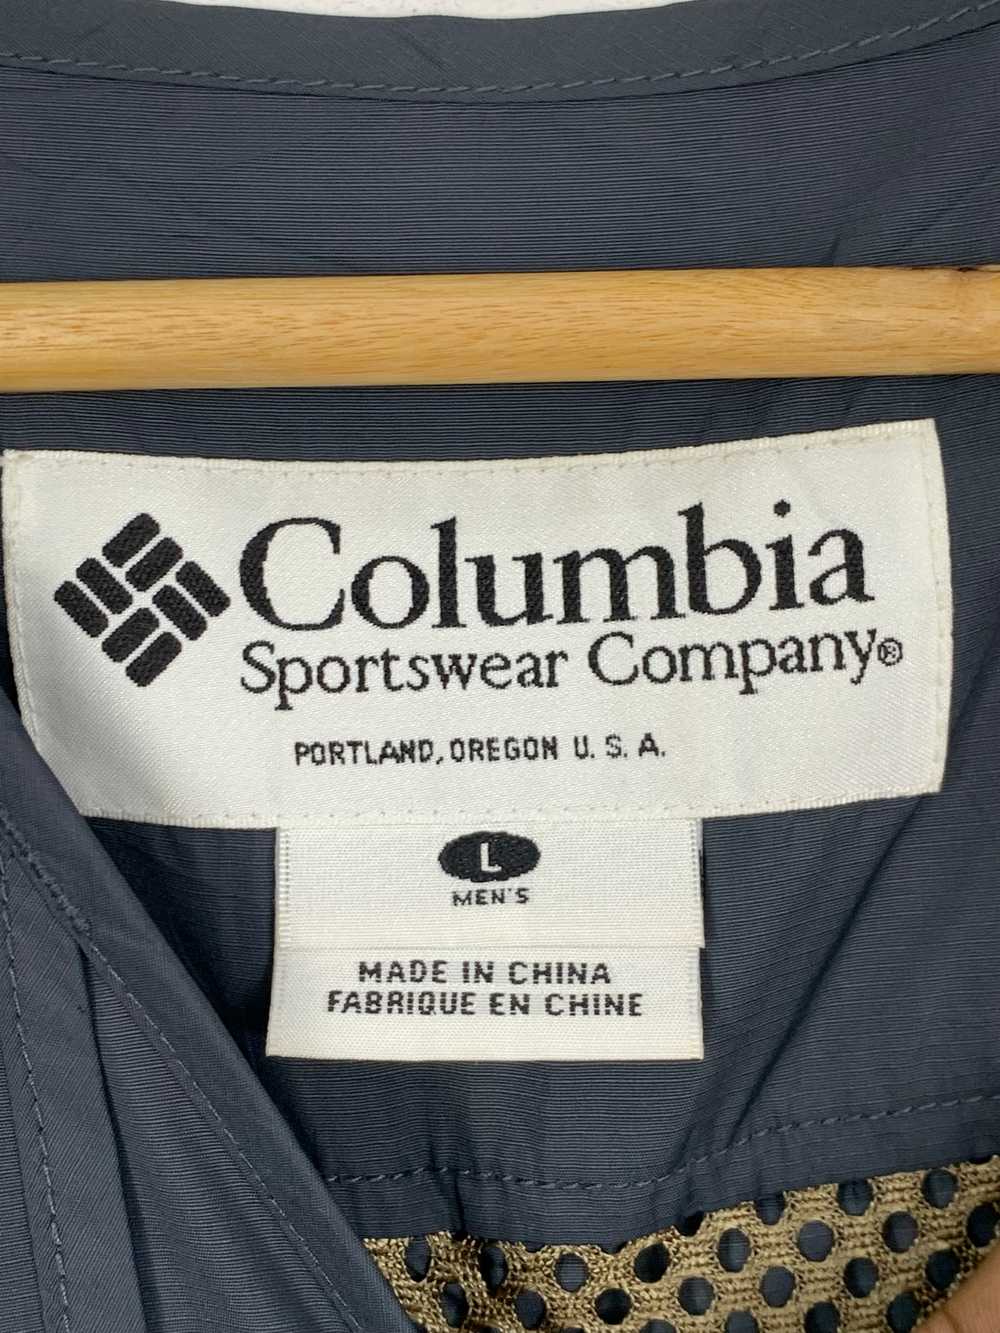 Columbia
Sportswear Company®
PORTLAND, OREGON U. S. A.
L
MEN'S
MADE IN CHINA
FABRIQUE EN CHINE